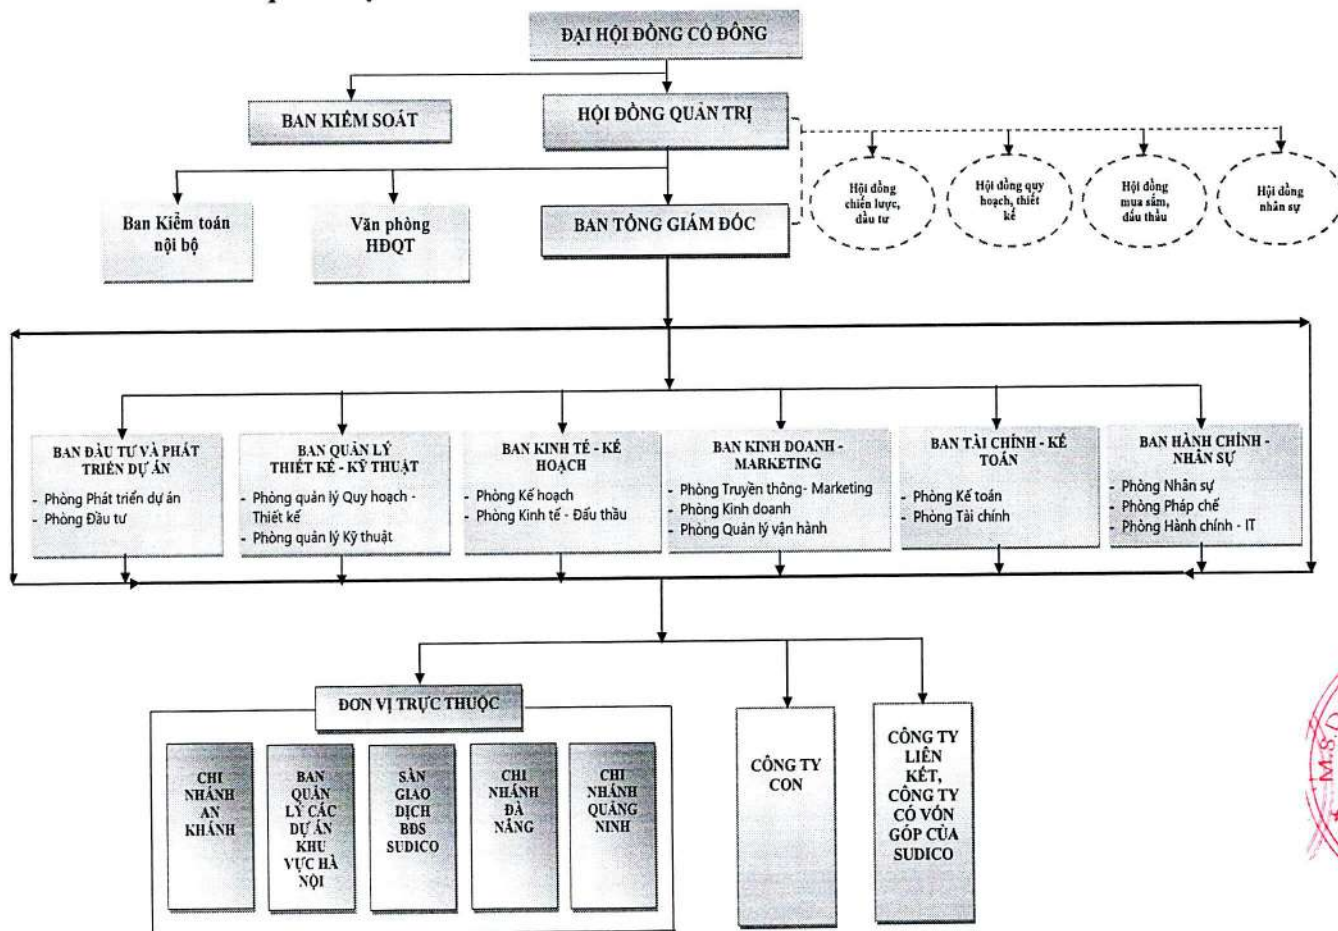 ĐẠI HỘI ĐỒNG CỔ ĐÔNG
BAN KIỂM SOÁT
HỘI ĐỒNG QUẢN TRỊ
Hội đồng
chiến lược,
đầu tư
Hội đồng quy
hoạch, thiết
kế
Hội đồng
mua sắm,
đấu thầu
Hội đồng
nhân sự
Ban Kiểm toán
nội bộ
Văn phòng
HĐQT
BAN TỔNG GIÁM ĐỐC
BAN ĐẦU TƯ VÀ PHÁT
TRIỂN DỰ ÁN
- Phòng Phát triển dự án
- Phòng Đầu tư
BAN QUẢN LÝ
THIẾT KẾ - KỸ THUẬT
- Phòng quản lý Quy hoạch -
Thiết kế
- Phòng quản lý Kỹ thuật
BAN KINH TẾ - KẾ
HOẠCH
- Phòng Kế hoạch
- Phòng Kinh tế - Đấu thầu
BAN KINH DOANH -
MARKETING
- Phòng Truyền thông- Marketing
- Phòng Kinh doanh
- Phòng Quản lý vận hành
BAN TÀI CHÍNH - KẾ
TOÁN
- Phòng Kế toán
- Phòng Tài chính
BAN HÀNH CHÍNH -
NHÂN SỰ
- Phòng Nhân sự
- Phòng Pháp chế
- Phòng Hành chính - IT
ĐƠN VỊ TRỰC THUỘC
CHI
NHÁNH
AN
KHÁNH
BAN
QUẢN
LÝ CÁC
DỰ ÁN
KHU
VỰC HÀ
NỘI
SÀN
GIAO
DỊCH
BĐS
SUDICO
CHI
NHÁNH
ĐÀ
NẴNG
CHI
NHÁNH
QUẢNG
NINH
CÔNG TY
CON
CÔNG TY
LIÊN
KẾT,
CÔNG TY
CÓ VỐN
GÓP CỦA
SUDICO
M.S.